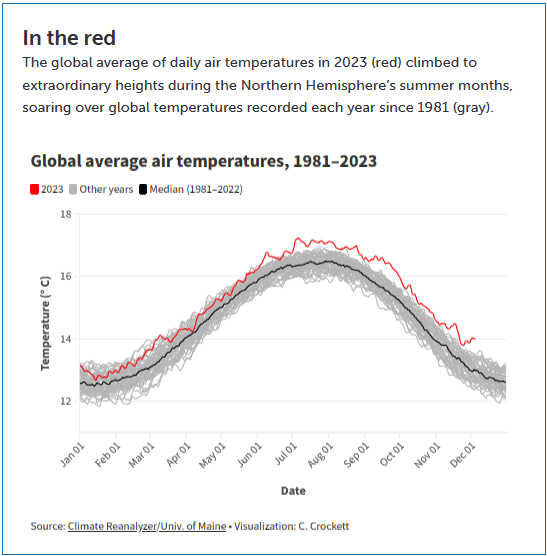 In the red
The global average of daily air temperatures in 2023 (red) climbed to
extraordinary heights during the Northern Hemisphere's summer months,
soaring over global temperatures recorded each year since 1981 (gray).
Global average air temperatures, 1981–2023
2023 Other years Median (1981–2022)
Temperature (° C)
18
16
14
12
Jan 01 Feb 01 Mar 01 Apr 01 May 01 Jun 01 Jul 01 Aug 01 Sep 01 Oct 01 Nov 01 Dec 01
Date
Source: Climate Reanalyzer/Univ. of Maine • Visualization: C. Crockett